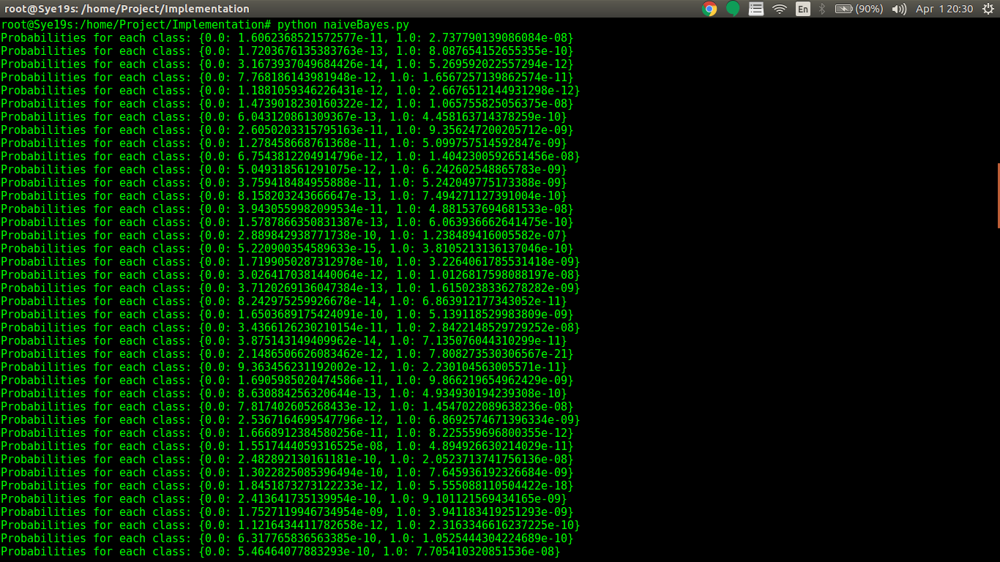 root@Sye19s: /home/Project/Implementation
En
(90%)
Apr 1 20:30
root@Sye19s:/home/Project/Implementation# python naiveBayes.py
Probabilities for each class: {0.0: 1.6062368521572577e-11, 1.0: 2.737790139086084e-08}
Probabilities for each class: {0.0: 1.7203676135383763e-13, 1.0: 8.087654152655355e-10}
Probabilities for each class: {0.0: 3.1673937049684426e-14, 1.0: 5.269592022557294e-12}
Probabilities for each class: {0.0: 7.768186143981948e-12, 1.0: 1.6567257139862574e-11}
Probabilities for each class: {0.0: 1.1881059346226431e-12, 1.0: 2.6676512144931298e-12}
Probabilities for each class: {0.0: 1.4739018230160322e-12, 1.0: 1.065755825056375e-08}
Probabilities for each class: {0.0: 6.043120861309367e-13, 1.0: 4.458163714378259e-10}
Probabilities for each class: {0.0: 2.6050203315795163e-11, 1.0: 9.356247200205712e-09}
Probabilities for each class: {0.0: 1.278458668761368e-11, 1.0: 5.099757514592847e-09}
Probabilities for each class: {0.0: 6.7543812204914796e-12, 1.0: 1.4042300592651456e-08}
Probabilities for each class: {0.0: 5.049318561291075e-12, 1.0: 6.242602548865783e-09}
Probabilities for each class: {0.0: 3.759418484955888e-11, 1.0: 5.242049775173388e-09}
Probabilities for each class: {0.0: 8.158203243666647e-13, 1.0: 7.494271127391004e-10}
Probabilities for each class: {0.0: 3.9430559982099534e-11, 1.0: 4.881537694681533e-08}
Probabilities for each class: {0.0: 1.5787866350831387e-13, 1.0: 6.063936662641475e-10}
Probabilities for each class: {0.0: 2.889842938771738e-10, 1.0: 1.238489416005582e-07}
Probabilities for each class: {0.0: 5.220900354589633e-15, 1.0: 3.8105213136137046e-10}
Probabilities for each class: {0.0: 1.7199050287312978e-10, 1.0: 3.2264061785531418e-09}
Probabilities for each class: {0.0: 3.0264170381440064e-12, 1.0: 1.0126817598088197e-08}
Probabilities for each class: {0.0: 3.7120269136047384e-13, 1.0: 1.6150238336278282e-09}
Probabilities for each class: {0.0: 8.242975259926678e-14, 1.0: 6.863912177343052e-11}
Probabilities for each class: {0.0: 1.6503689175424091e-10, 1.0: 5.139118529983809e-09}
Probabilities for each class: {0.0: 3.4366126230210154e-11, 1.0: 2.8422148529729252e-08}
Probabilities for each class: {0.0: 3.875143149409962e-14, 1.0: 7.135076044310299e-11}
Probabilities for each class: {0.0: 2.1486506626083462e-12, 1.0: 7.808273530306567e-21}
Probabilities for each class: {0.0: 9.363456231192002e-12, 1.0: 2.230104563005571e-11}
Probabilities for each class: {0.0: 1.6905985020474586e-11, 1.0: 9.866219654962429e-09}
Probabilities for each class: {0.0: 8.630884256320644e-13, 1.0: 4.934930194239308e-10}
Probabilities for each class: {0.0: 7.817402605268433e-12, 1.0: 1.4547022089638236e-08}
Probabilities for each class: {0.0: 2.5367164699547796e-12, 1.0: 6.8692574671396334e-09}
Probabilities for each class: {0.0: 1.6668912384580256e-11, 1.0: 8.225559696800355e-12}
Probabilities for each class: {0.0: 1.5517444059316525e-08, 1.0: 4.894926630214029e-11}
Probabilities for each class: {0.0: 2.482892130161181e-10, 1.0: 2.0523713741756136e-08}
Probabilities for each class: {0.0: 1.3022825085396494e-10, 1.0: 7.645936192326684e-09}
Probabilities for each class: {0.0: 1.8451873273122233e-12, 1.0: 5.555088110504422e-18}
Probabilities for each class: {0.0: 2.413641735139954e-10, 1.0: 9.101121569434165e-09}
Probabilities for each class: {0.0: 1.7527119946734954e-09, 1.0: 3.9411834192​51293e-09}
Probabilities for each class: {0.0: 1.1216434411782658e-12, 1.0: 2.3163346616237225e-10}
Probabilities for each class: {0.0: 6.317765836563385e-10, 1.0: 1.0525444304224689e-10}
Probabilities for each class: {0.0: 5.46464077883293e-10, 1.0: 7.705410320851536e-08}